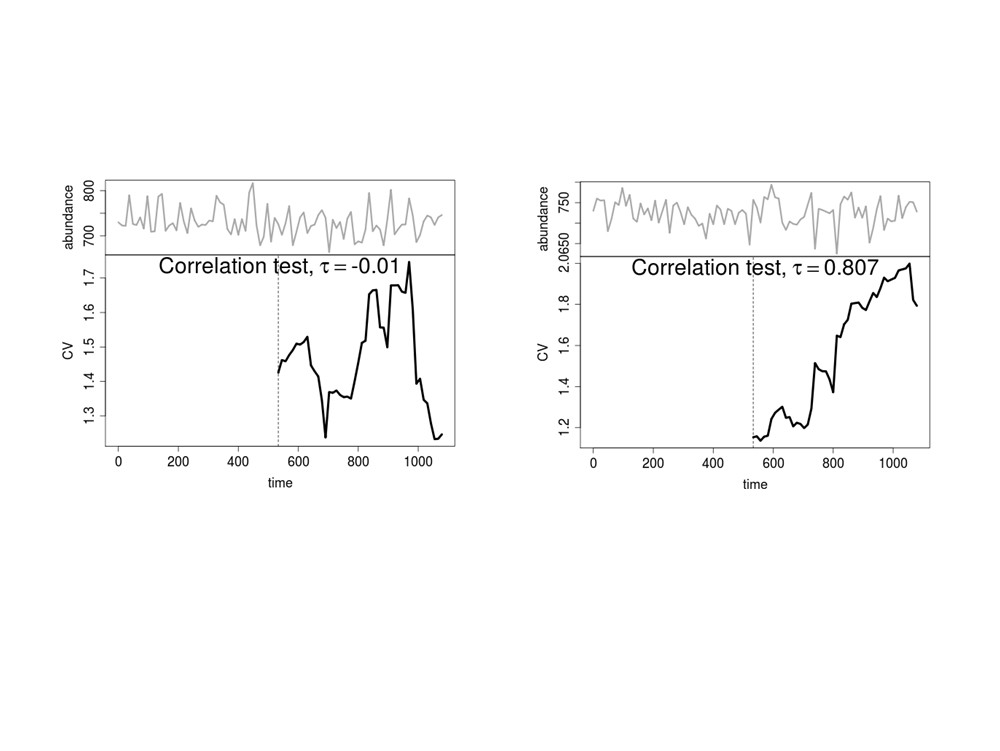 abundance
800
700
Correlation test, τ = -0.01
CV
1.7
1.6
1.5
1.4
1.3
0 200 400 600 800 1000
time
abundance
750
650
Correlation test, τ = 0.807
CV
2.0
1.8
1.6
1.4
1.2
0 200 400 600 800 1000
time